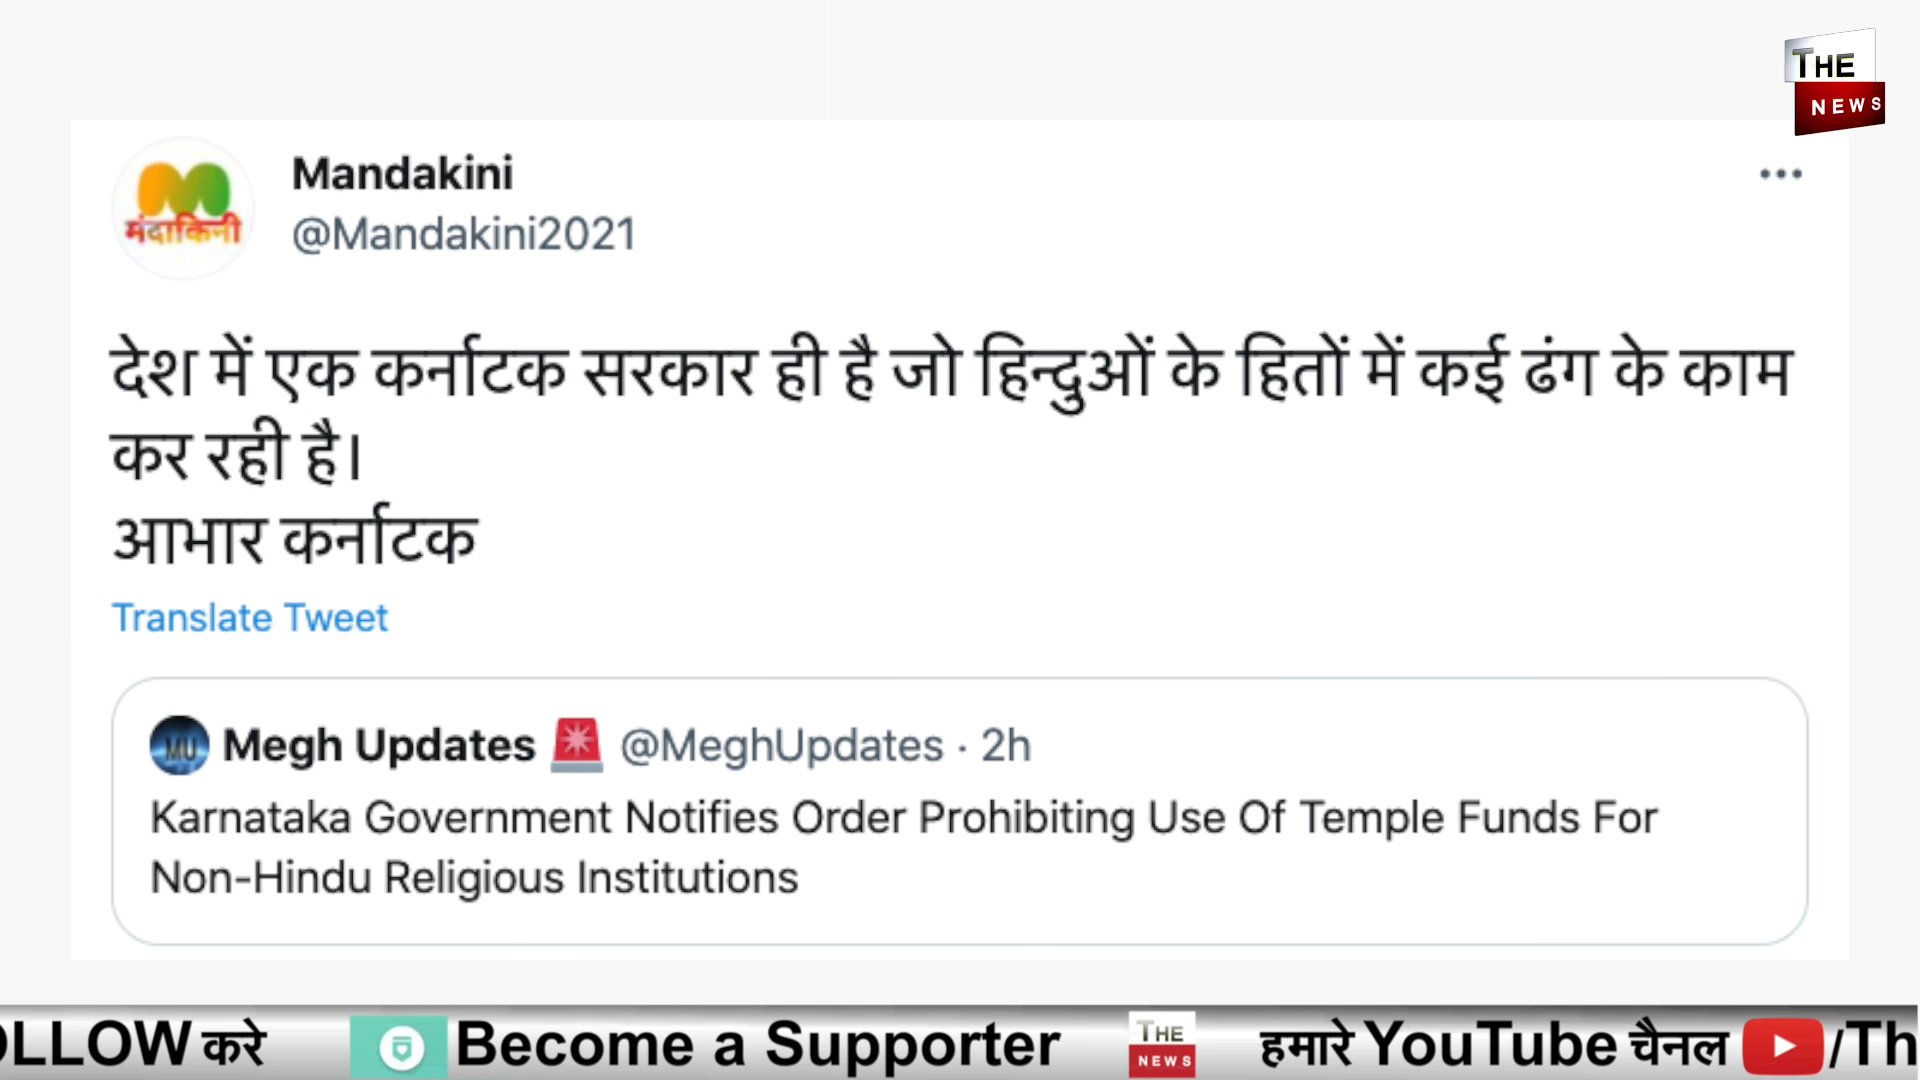 THE
NEWS
मंदाकिनी
Mandakini
@Mandakini2021
देश में एक कर्नाटक सरकार ही है जो हिन्दुओं के हितों में कई ढंग के काम
कर रही है।
आभार कर्नाटक
Translate Tweet
MU
Megh Updates 🚨 @MeghUpdates · 2h
Karnataka Government Notifies Order Prohibiting Use Of Temple Funds For
Non-Hindu Religious Institutions
OLLOW करे Become a Supporter THE NEWS हमारे YouTube चैनल /Th